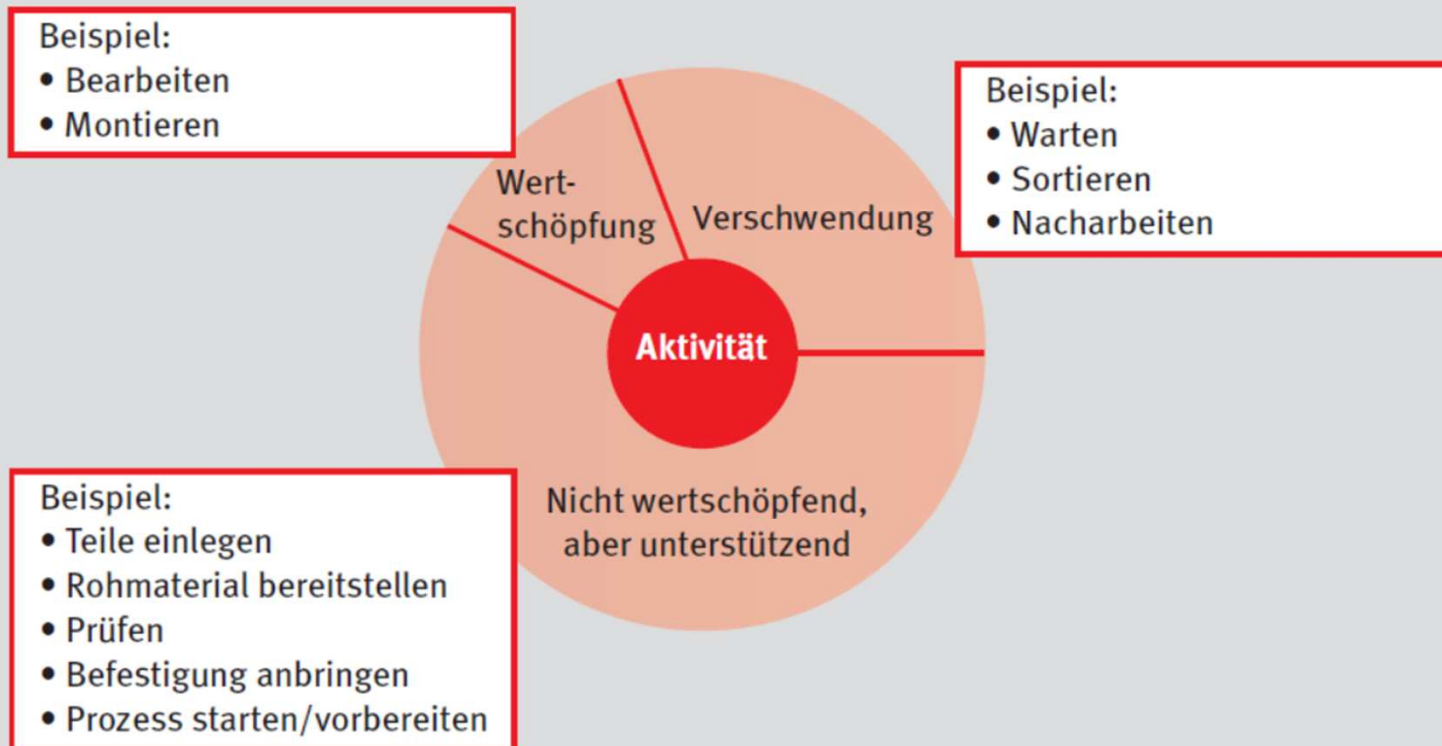 Beispiel:
• Bearbeiten
• Montieren
Beispiel:
• Warten
• Sortieren
• Nacharbeiten
Wert-
schöpfung
Verschwendung
Aktivität
Nicht wertschöpfend,
aber unterstützend
Beispiel:
• Teile einlegen
• Rohmaterial bereitstellen
• Prüfen
• Befestigung anbringen
• Prozess starten/vorbereiten